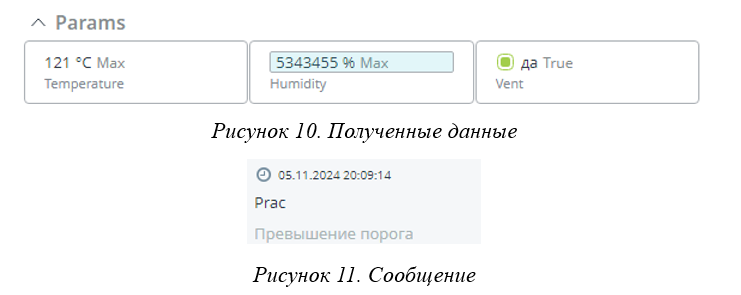 Params
121 °C Max
Temperature
5343455 % Max
Humidity
да True
Vent
Рисунок 10. Полученные данные
05.11.2024 20:09:14
Prac
Превышение порога
Рисунок 11. Сообщение